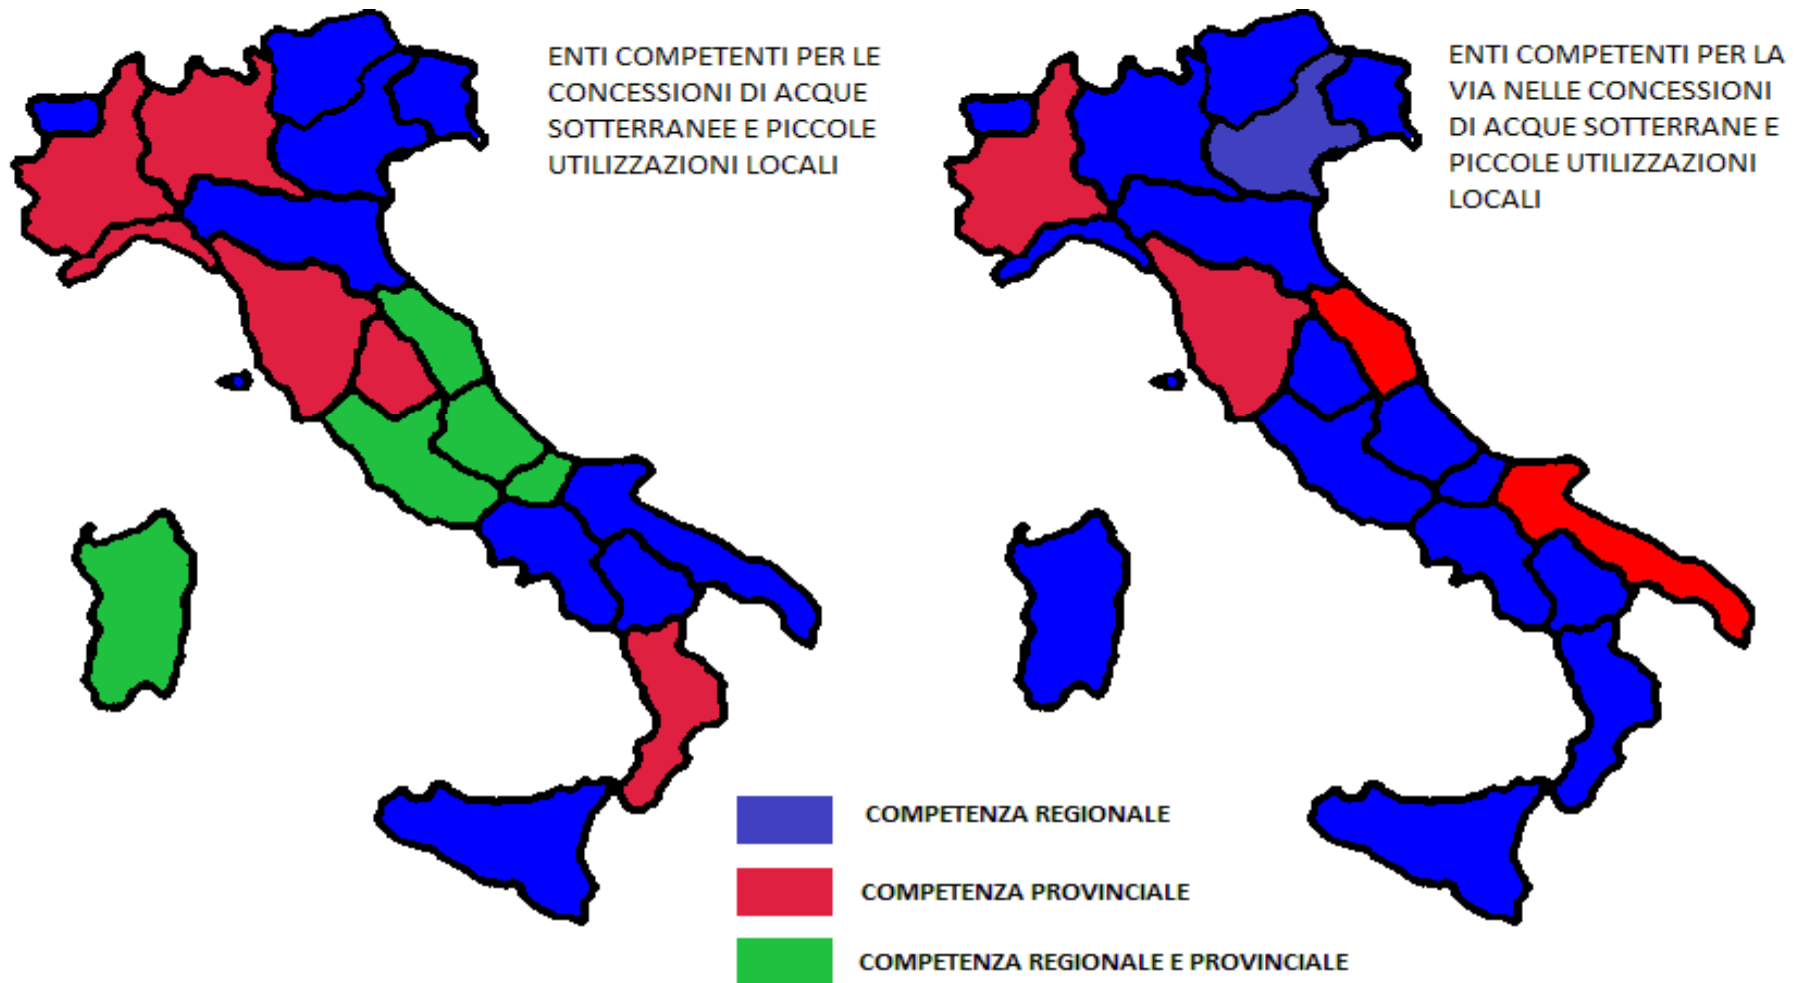 ENTI COMPETENTI PER LE
CONCESSIONI DI ACQUE
SOTTERRANEE E PICCOLE
UTILIZZAZIONI LOCALI
ENTI COMPETENTI PER LA
VIA NELLE CONCESSIONI
DI ACQUE SOTTERRANE E
PICCOLE UTILIZZAZIONI
LOCALI
COMPETENZA REGIONALE
COMPETENZA PROVINCIALE
COMPETENZA REGIONALE E PROVINCIALE